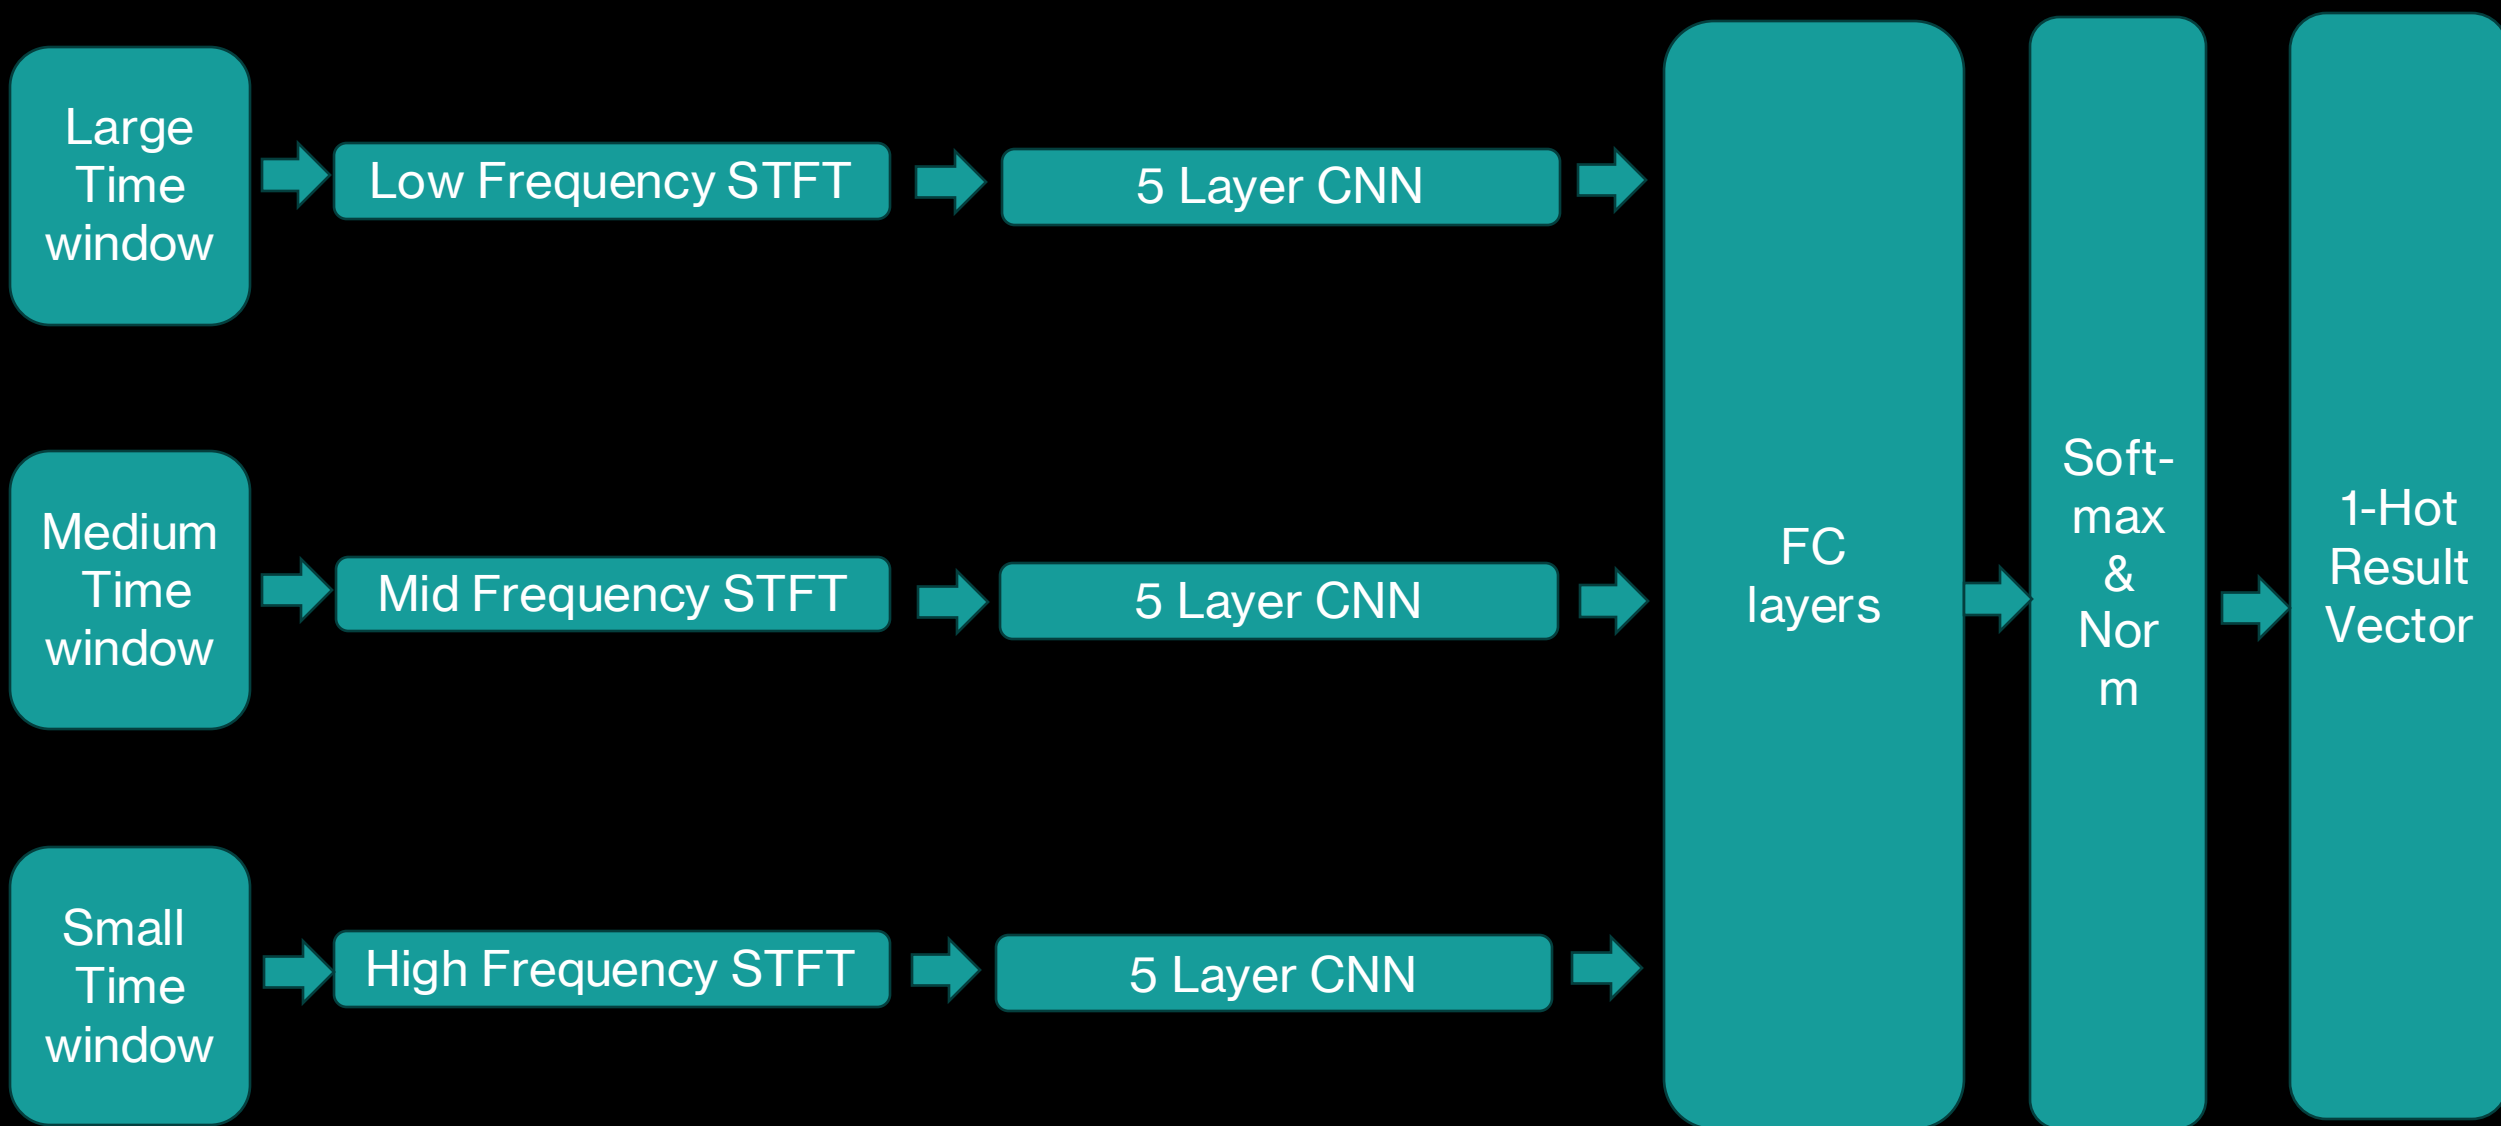 Large
Time
window
Low Frequency STFT
5 Layer CNN
Medium
Time
window
Mid Frequency STFT
5 Layer CNN
Small
Time
window
High Frequency STFT
5 Layer CNN
FC
layers
Soft-
max
&
Nor
m
1-Hot
Result
Vector